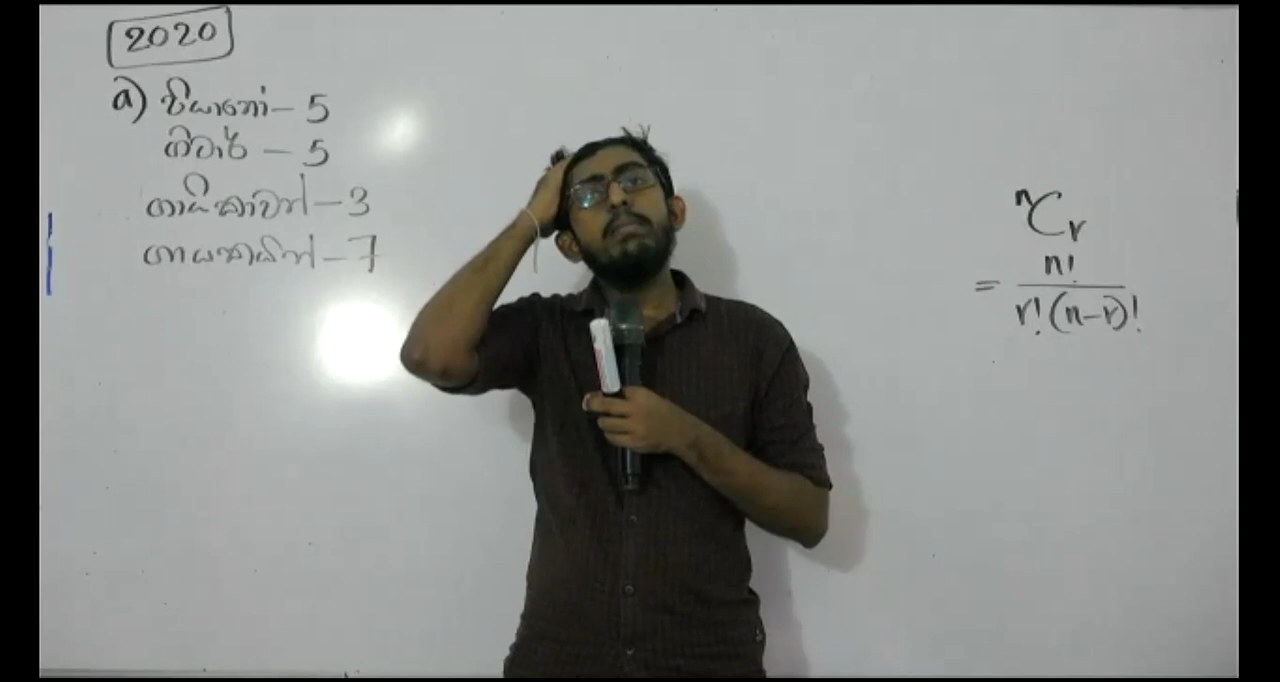 2020
a) පියානෝ – 5
ගිටාර් – 5
ගායිකාවන් – 3
ගායකයින් – 7
ⁿCᵣ
= n! / r!(n-r)!